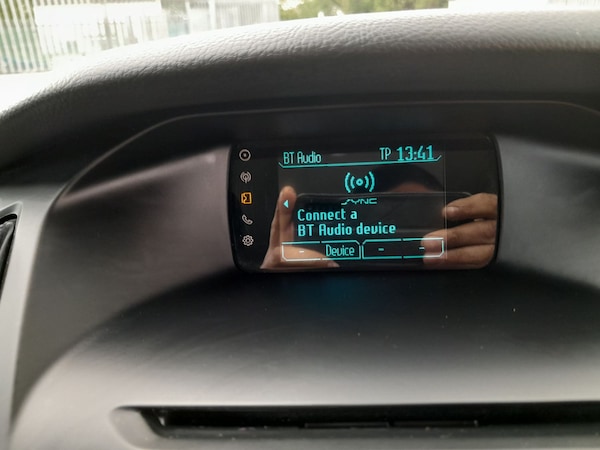 BT Audio TP 13:41
SYNC
Connect a
BT Audio device
- Device - -